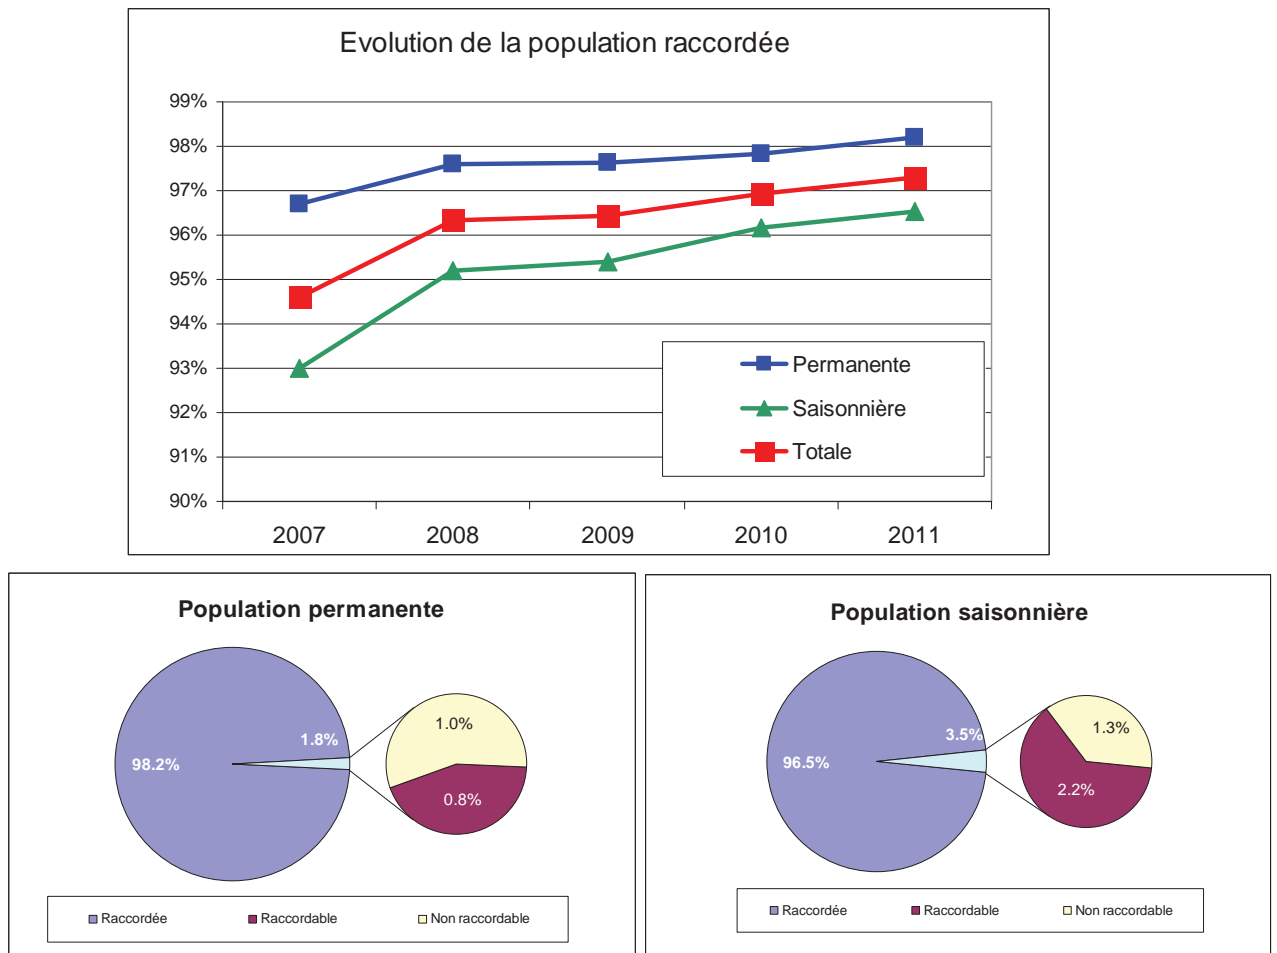 Evolution de la population raccordée
99%
98%
97%
96%
95%
94%
93%
92%
91%
90%
2007 2008 2009 2010 2011
Permanente
Saisonnière
Totale
Population permanente
98.2%
1.8%
1.0%
0.8%
Raccordée Raccordable Non raccordable
Population saisonnière
96.5%
3.5%
1.3%
2.2%
Raccordée Raccordable Non raccordable